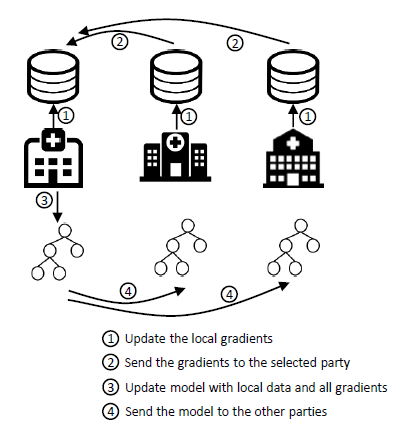 ② ②
① ① ①
③
④ ④
① Update the local gradients
② Send the gradients to the selected party
③ Update model with local data and all gradients
④ Send the model to the other parties